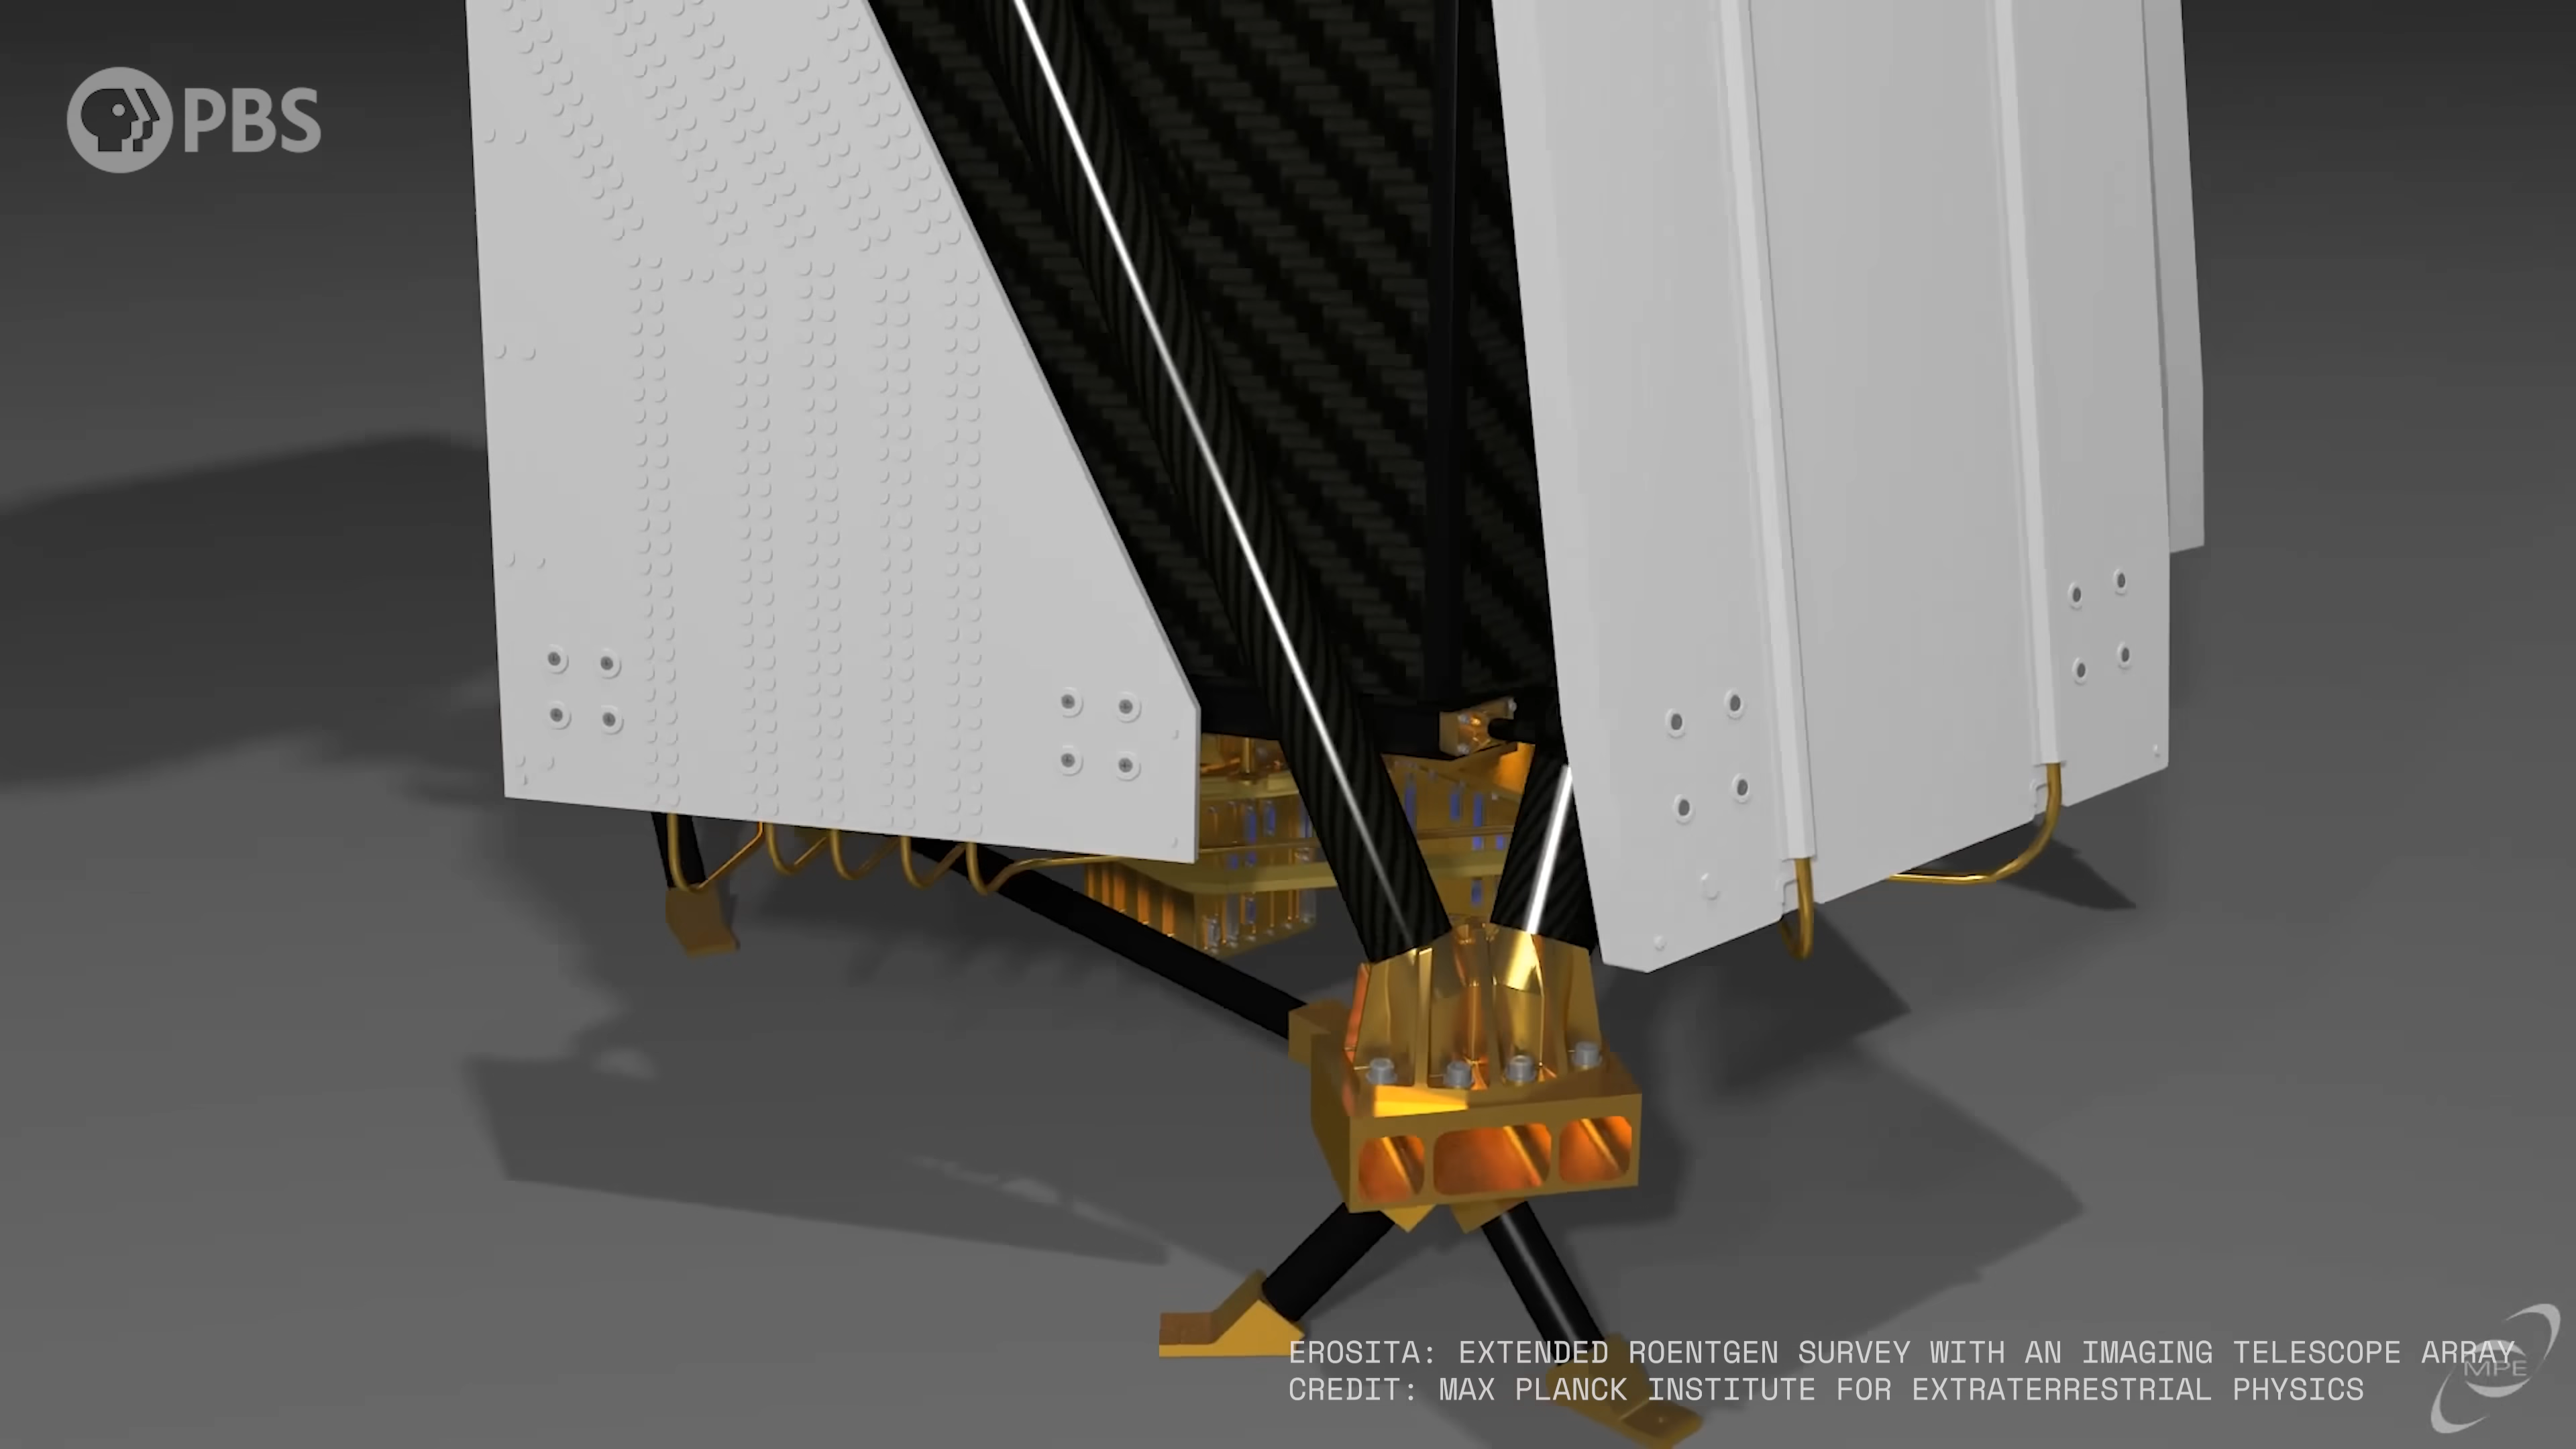 PBS
EROSITA: EXTENDED ROENTGEN SURVEY WITH AN IMAGING TELESCOPE ARRAY
MPE
CREDIT: MAX PLANCK INSTITUTE FOR EXTRATERRESTRIAL PHYSICS